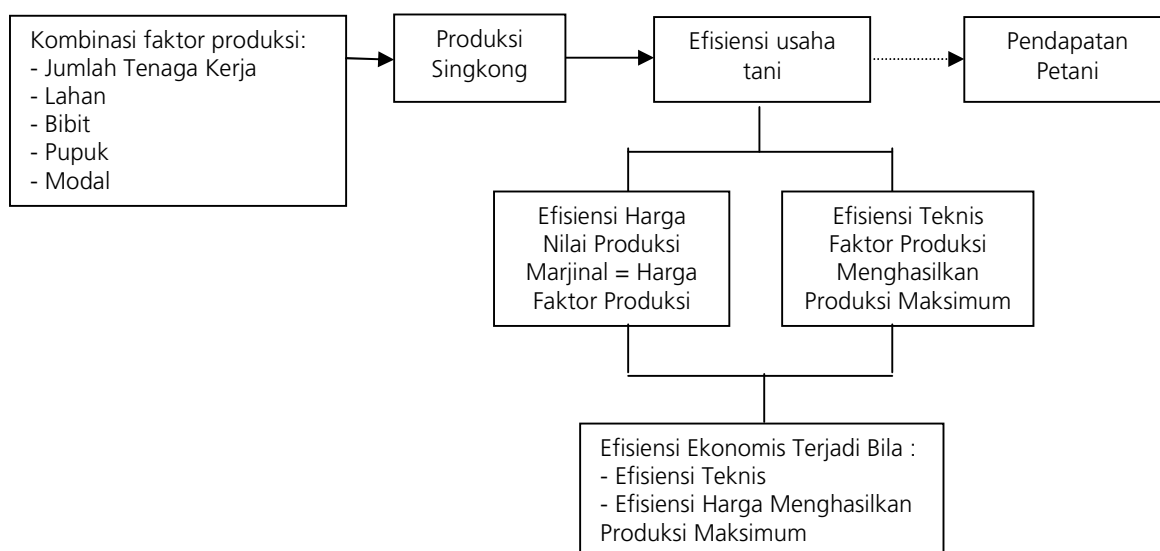 Kombinasi faktor produksi:
- Jumlah Tenaga Kerja
- Lahan
- Bibit
- Pupuk
- Modal
Produksi
Singkong
Efisiensi usaha
tani
Pendapatan
Petani
Efisiensi Harga
Nilai Produksi
Marjinal = Harga
Faktor Produksi
Efisiensi Teknis
Faktor Produksi
Menghasilkan
Produksi Maksimum
Efisiensi Ekonomis Terjadi Bila :
- Efisiensi Teknis
- Efisiensi Harga Menghasilkan
Produksi Maksimum